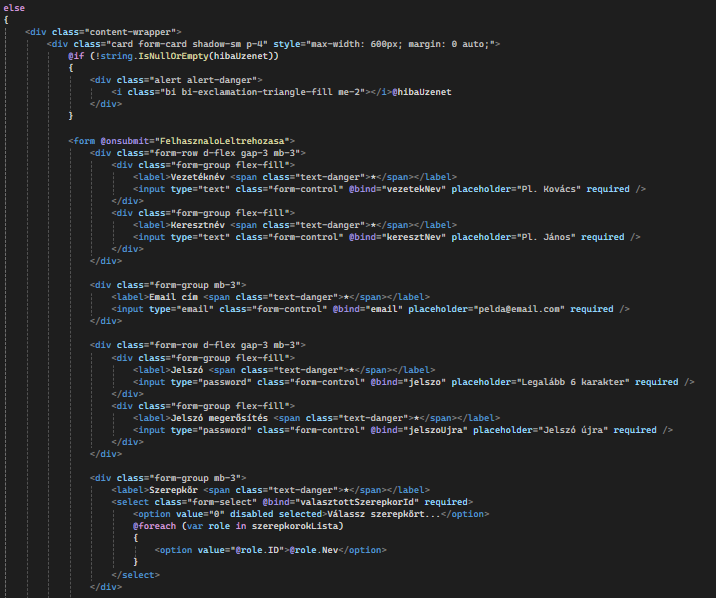 else
{
<div class="content-wrapper">
<div class="card form-card shadow-sm p-4" style="max-width: 600px; margin: 0 auto;">
@if (!string.IsNullOrEmpty(hibaUzenet))
{
<div class="alert alert-danger">
<i class="bi bi-exclamation-triangle-fill me-2"></i>@hibaUzenet
</div>
}
<form @onsubmit="FelhasznaloLeltrehozasa">
<div class="form-row d-flex gap-3 mb-3">
<div class="form-group flex-fill">
<label>Vezetéknév <span class="text-danger">*</span></label>
<input type="text" class="form-control" @bind="vezetekNev" placeholder="Pl. Kovács" required />
</div>
<div class="form-group flex-fill">
<label>Keresztnév <span class="text-danger">*</span></label>
<input type="text" class="form-control" @bind="keresztNev" placeholder="Pl. János" required />
</div>
</div>
<div class="form-group mb-3">
<label>Email cím <span class="text-danger">*</span></label>
<input type="email" class="form-control" @bind="email" placeholder="pelda@email.com" required />
</div>
<div class="form-row d-flex gap-3 mb-3">
<div class="form-group flex-fill">
<label>Jelszó <span class="text-danger">*</span></label>
<input type="password" class="form-control" @bind="jelszo" placeholder="Legalább 6 karakter" required />
</div>
<div class="form-group flex-fill">
<label>Jelszó megerősítés <span class="text-danger">*</span></label>
<input type="password" class="form-control" @bind="jelszoUjra" placeholder="Jelszó újra" required />
</div>
</div>
<div class="form-group mb-3">
<label>Szerepkör <span class="text-danger">*</span></label>
<select class="form-select" @bind="valasztottSzerepkorId" required>
<option value="0" disabled selected>Válassz szerepkört...</option>
@foreach (var role in szerepkorokLista)
{
<option value="@role.ID">@role.Nev</option>
}
</select>
</div>